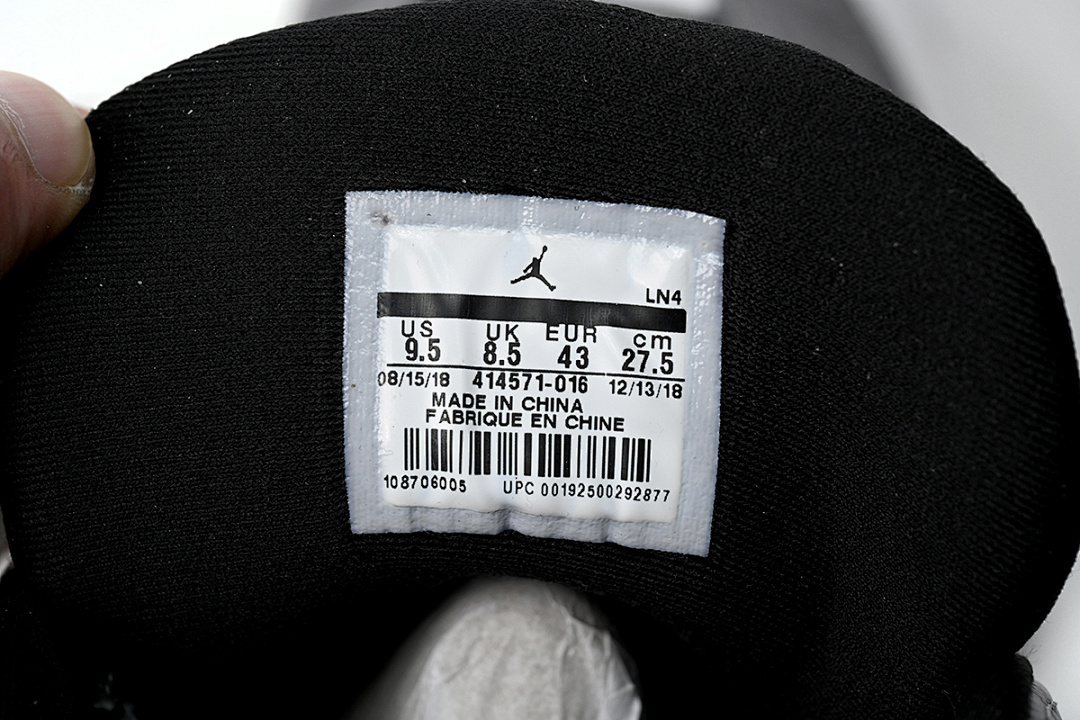 LN4
US UK EUR cm
9.5 8.5 43 27.5
08/15/18 414571-016 12/13/18
MADE IN CHINA
FABRIQUE EN CHINE
108706005 UPC 00192500292877